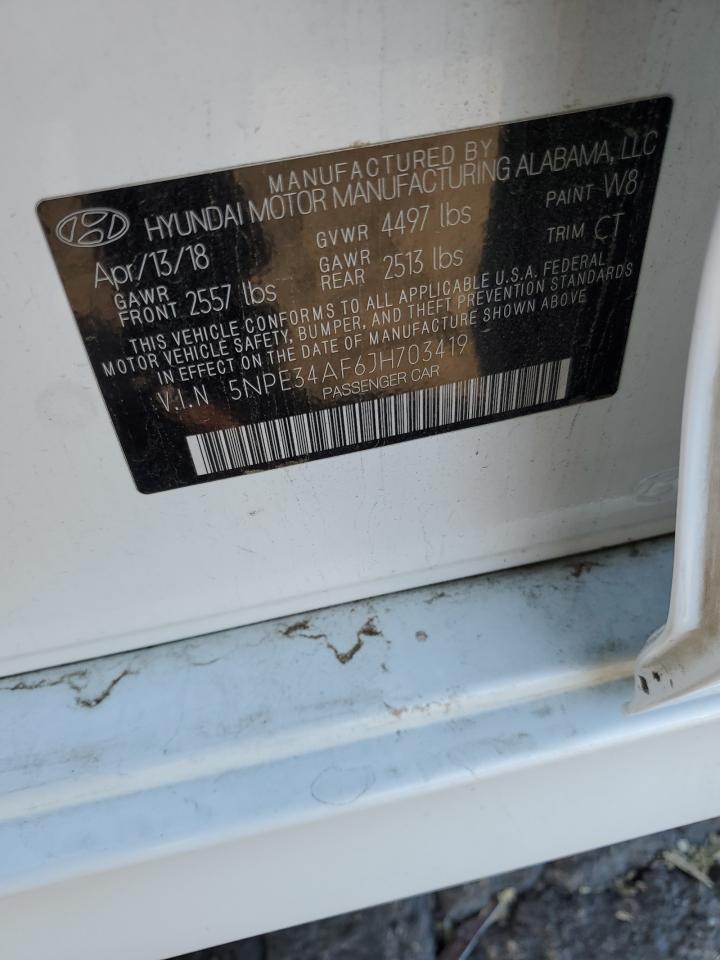 MANUFACTURED BY
HYUNDAI MOTOR MANUFACTURING ALABAMA, LLC
Apr/13/18 GVWR 4497 lbs PAINT W8
GAWR FRONT 2557 lbs GAWR REAR 2513 lbs TRIM CT
THIS VEHICLE CONFORMS TO ALL APPLICABLE U.S.A. FEDERAL
MOTOR VEHICLE SAFETY, BUMPER, AND THEFT PREVENTION STANDARDS
IN EFFECT ON THE DATE OF MANUFACTURE SHOWN ABOVE
V.I.N 5NPE34AF6JH703419
PASSENGER CAR